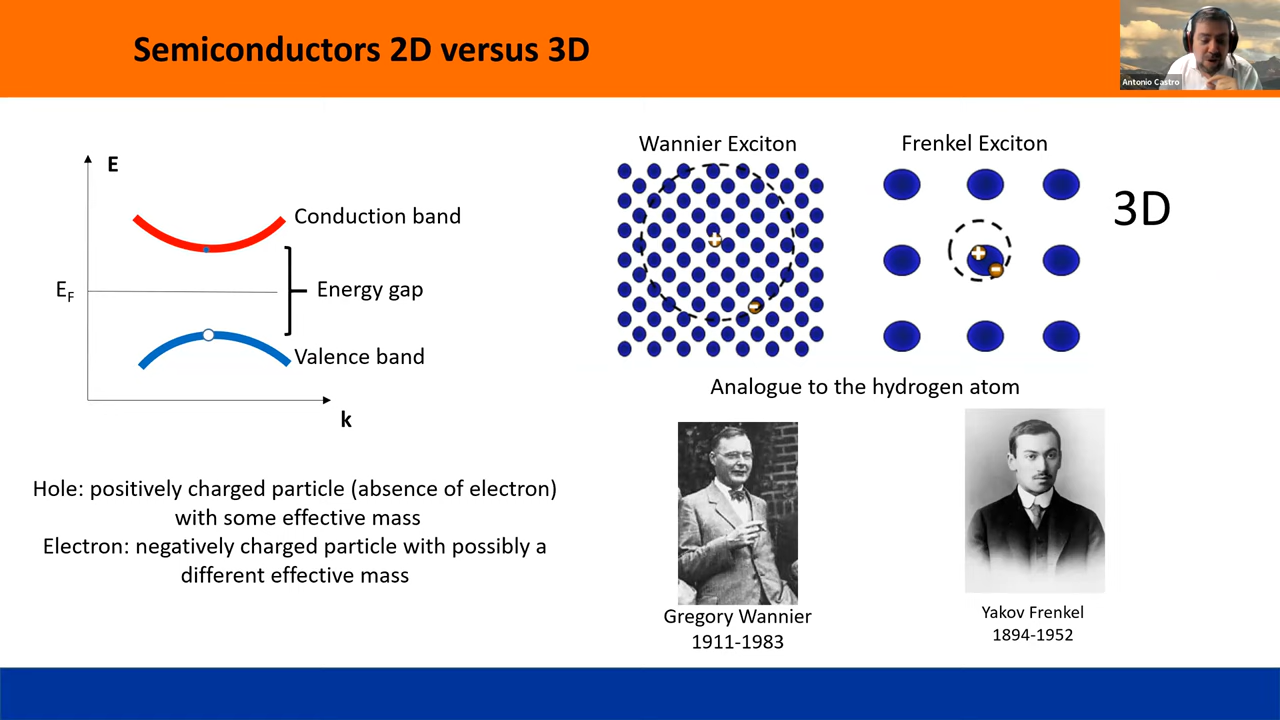 Semiconductors 2D versus 3D
Antonio Castro
E
Conduction band
E_F
Energy gap
Valence band
k
Hole: positively charged particle (absence of electron)
with some effective mass
Electron: negatively charged particle with possibly a
different effective mass
Wannier Exciton
Frenkel Exciton
3D
+
-
+
-
Analogue to the hydrogen atom
Gregory Wannier
1911-1983
Yakov Frenkel
1894-1952